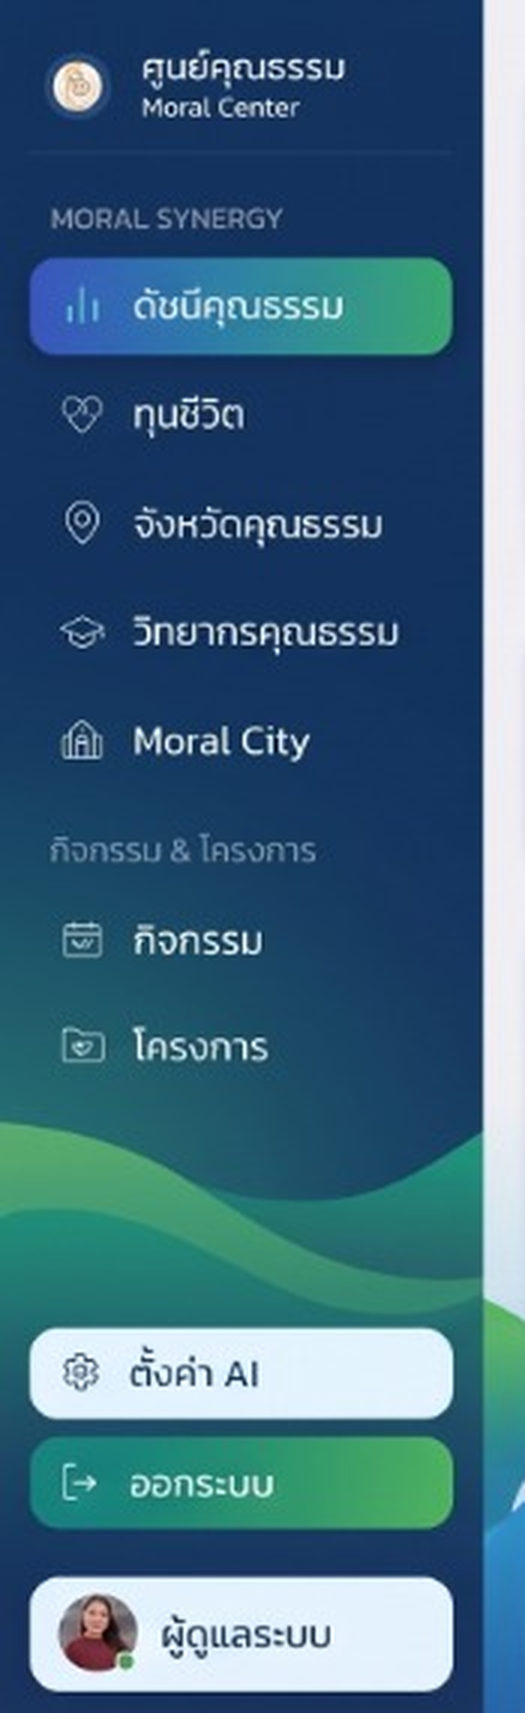 ศูนย์คุณธรรม
Moral Center
MORAL SYNERGY
ดัชนีคุณธรรม
ทุนชีวิต
จังหวัดคุณธรรม
วิทยากรคุณธรรม
Moral City
กิจกรรม & โครงการ
กิจกรรม
โครงการ
ตั้งค่า AI
ออกระบบ
ผู้ดูแลระบบ